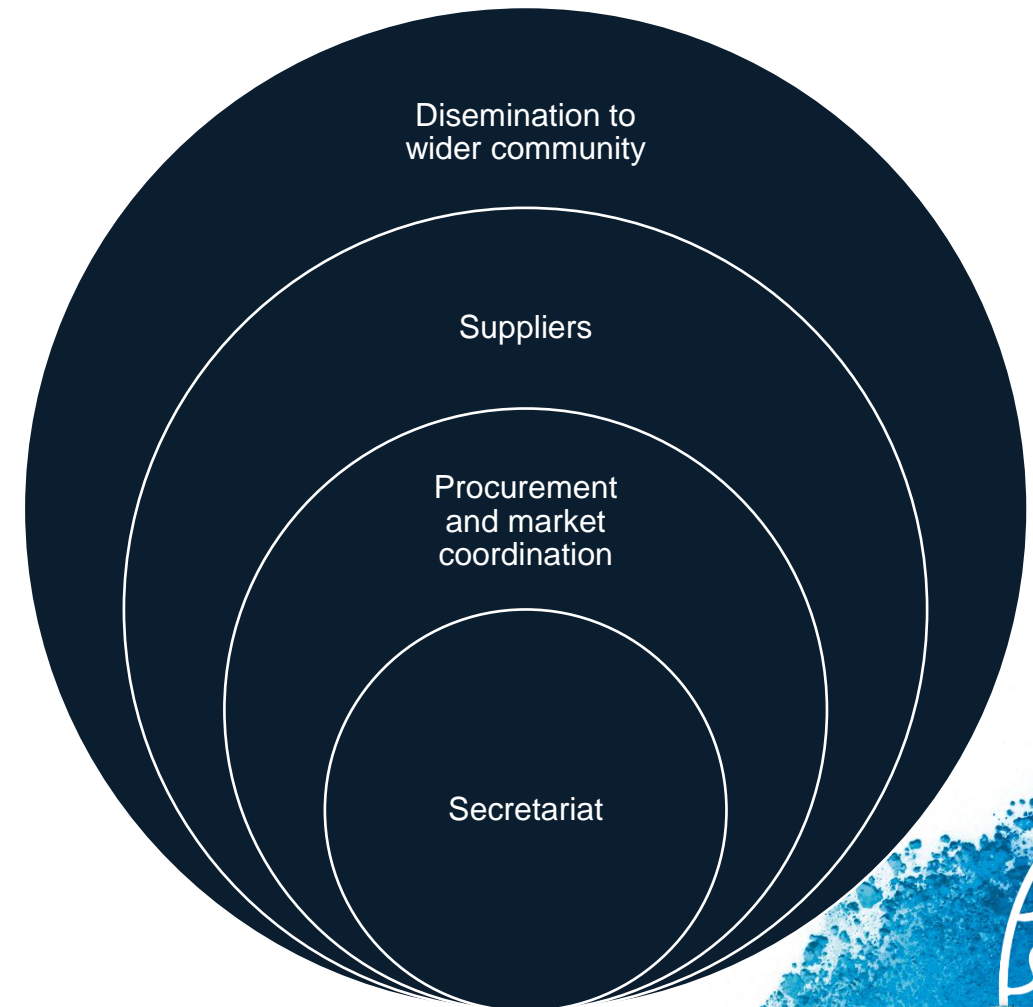 Disemination to
wider community
Suppliers
Procurement
and market
coordination
Secretariat